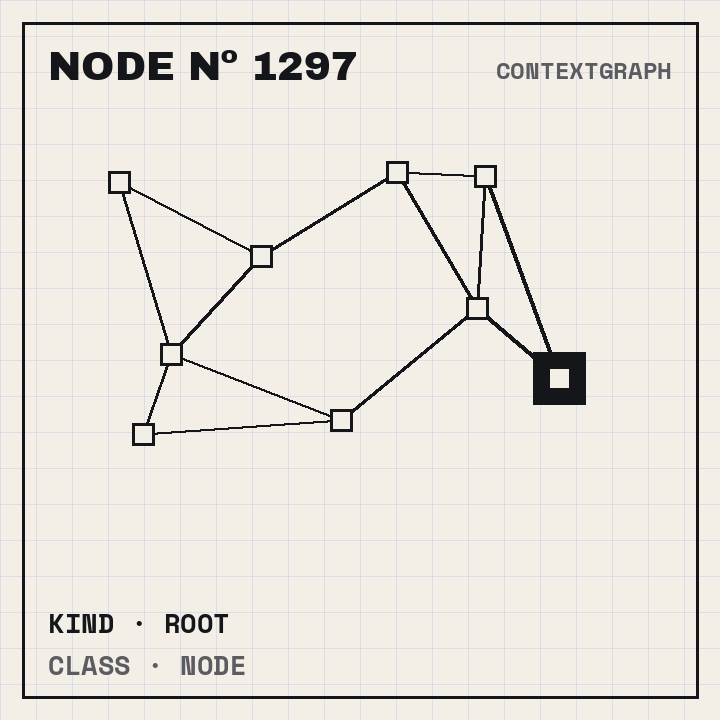 NODE Nº 1297
CONTEXTGRAPH
KIND · ROOT
CLASS · NODE